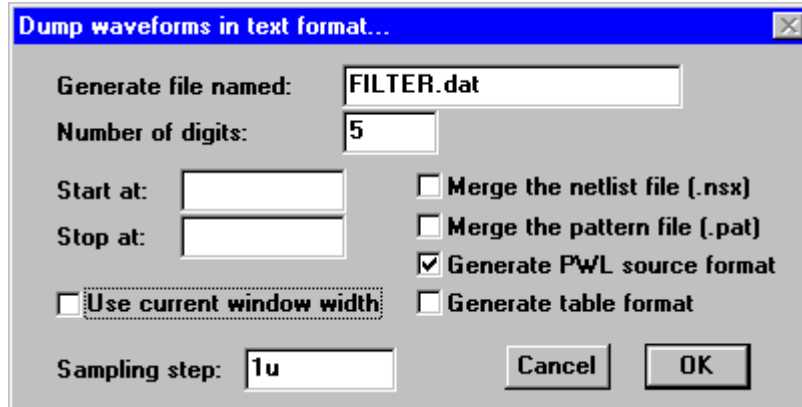 Dump waveforms in text format...
Generate file named: FILTER.dat
Number of digits: 5
Start at:
Stop at:
Merge the netlist file (.nsx)
Merge the pattern file (.pat)
Generate PWL source format
Use current window width
Generate table format
Sampling step: 1u
Cancel
OK